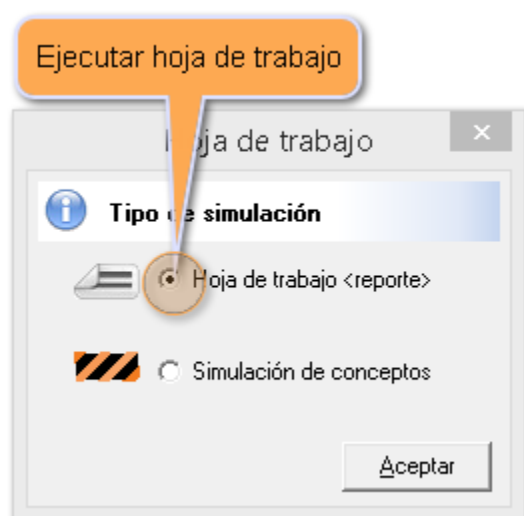 Ejecutar hoja de trabajo
Hoja de trabajo
Tipo de simulación
Hoja de trabajo <reporte>
Simulación de conceptos
Aceptar